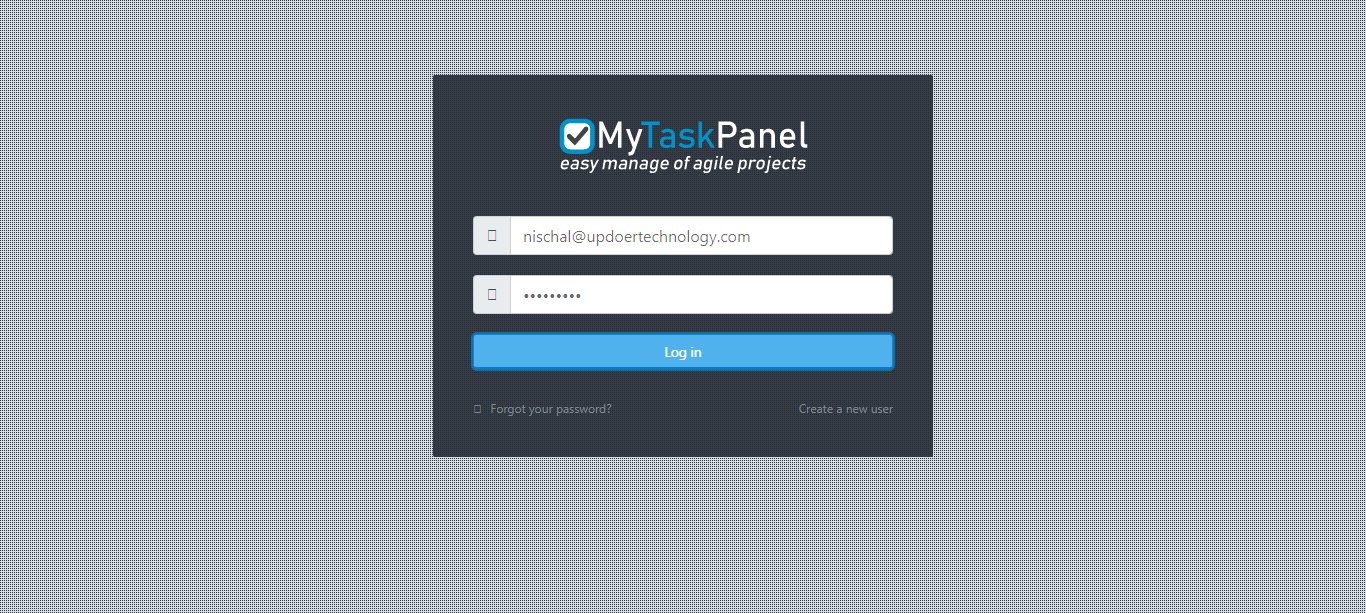 MyTaskPanel
easy manage of agile projects
nischal@updoertechnology.com
•••••••••
Log in
Forgot your password?
Create a new user